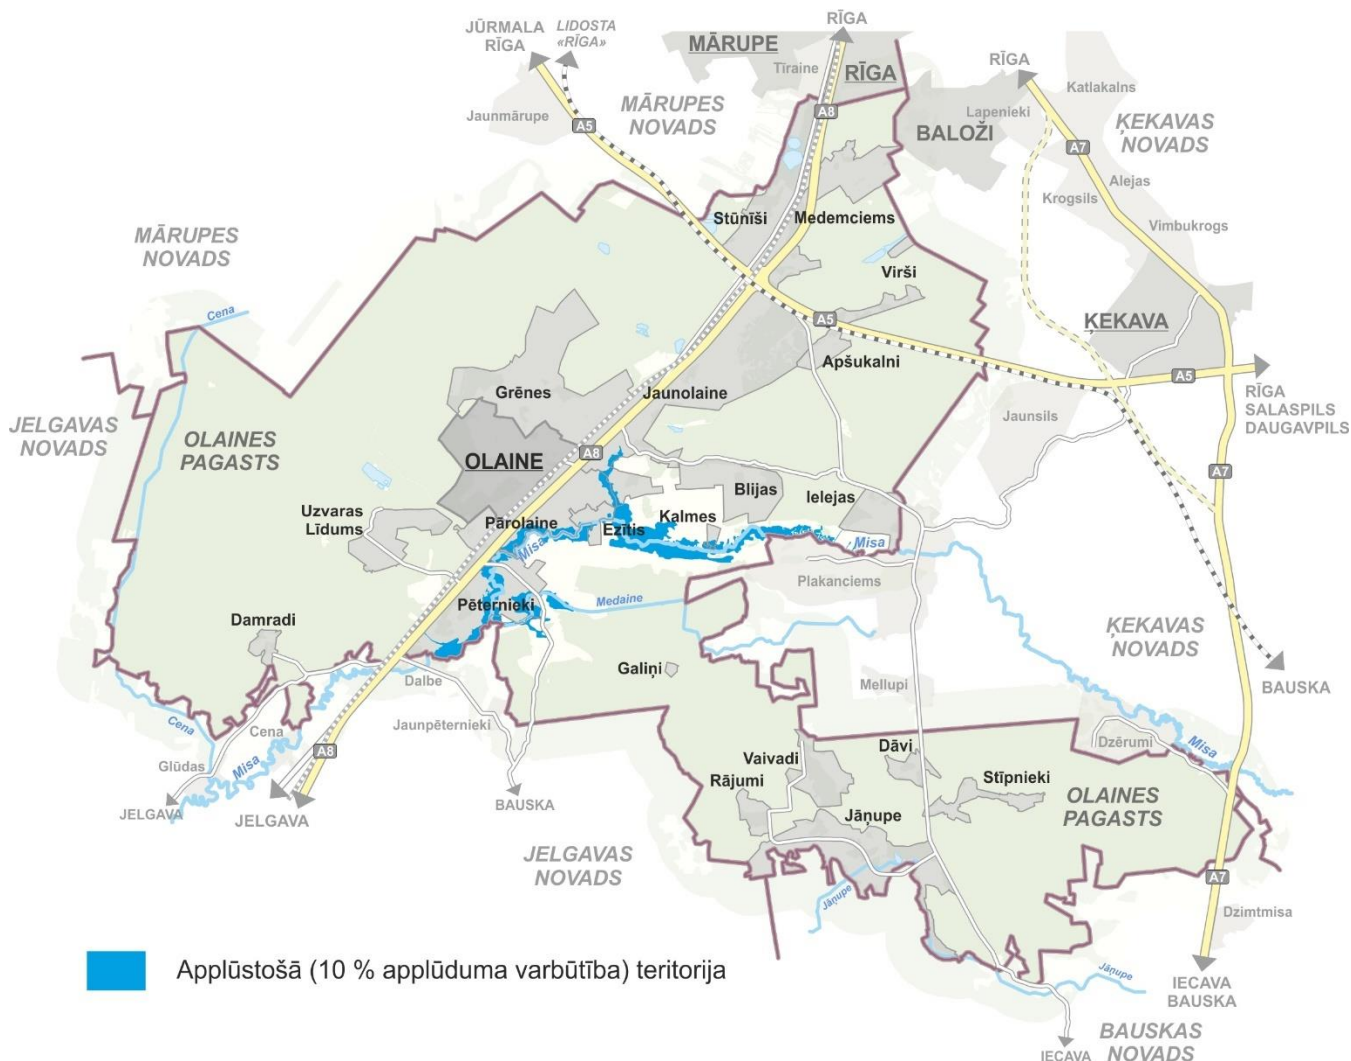 JŪRMALA
RĪGA
LIDOSTA
«RĪGA»
MĀRUPE
RĪGA
Tīraine
RĪGA
RĪGA
Katlakalns
Lapenieki
MĀRUPES
NOVADS
Jaunmārupe
A5
A8
BALOŽI
ĶEKAVAS
NOVADS
A7
Alejas
Krogsils
Vimbukrogs
Stūnīši
Medemciems
MĀRUPES
NOVADS
Virši
Cena
A5
ĶEKAVA
Apšukalni
A5
RĪGA
SALASPILS
DAUGAVPILS
Grēnes
Jaunolaine
Jaunsils
JELGAVAS
NOVADS
OLAINES
PAGASTS
OLAINE
A8
A7
Blijas
Ielejas
Uzvaras
Līdums
Pārolaine
Ezītis
Kalmes
Misa
Misa
Plakanciems
Pēternieki
Medaine
Damradi
ĶEKAVAS
NOVADS
Galiņi
Dalbe
Mellupi
BAUSKA
Jaunpēternieki
Cena
Cena
Dzērumi
Misa
Glūdas
Misa
A8
Vaivadi
Dāvi
Rājumi
Stīpnieki
JELGAVA
JELGAVA
BAUSKA
Jāņupe
OLAINES
PAGASTS
JELGAVAS
NOVADS
A7
Jāņupe
Dzimtmisa
Applūstošā (10 % applūduma varbūtība) teritorija
Jāņupe
IECAVA
BAUSKA
BAUSKAS
NOVADS
IECAVA